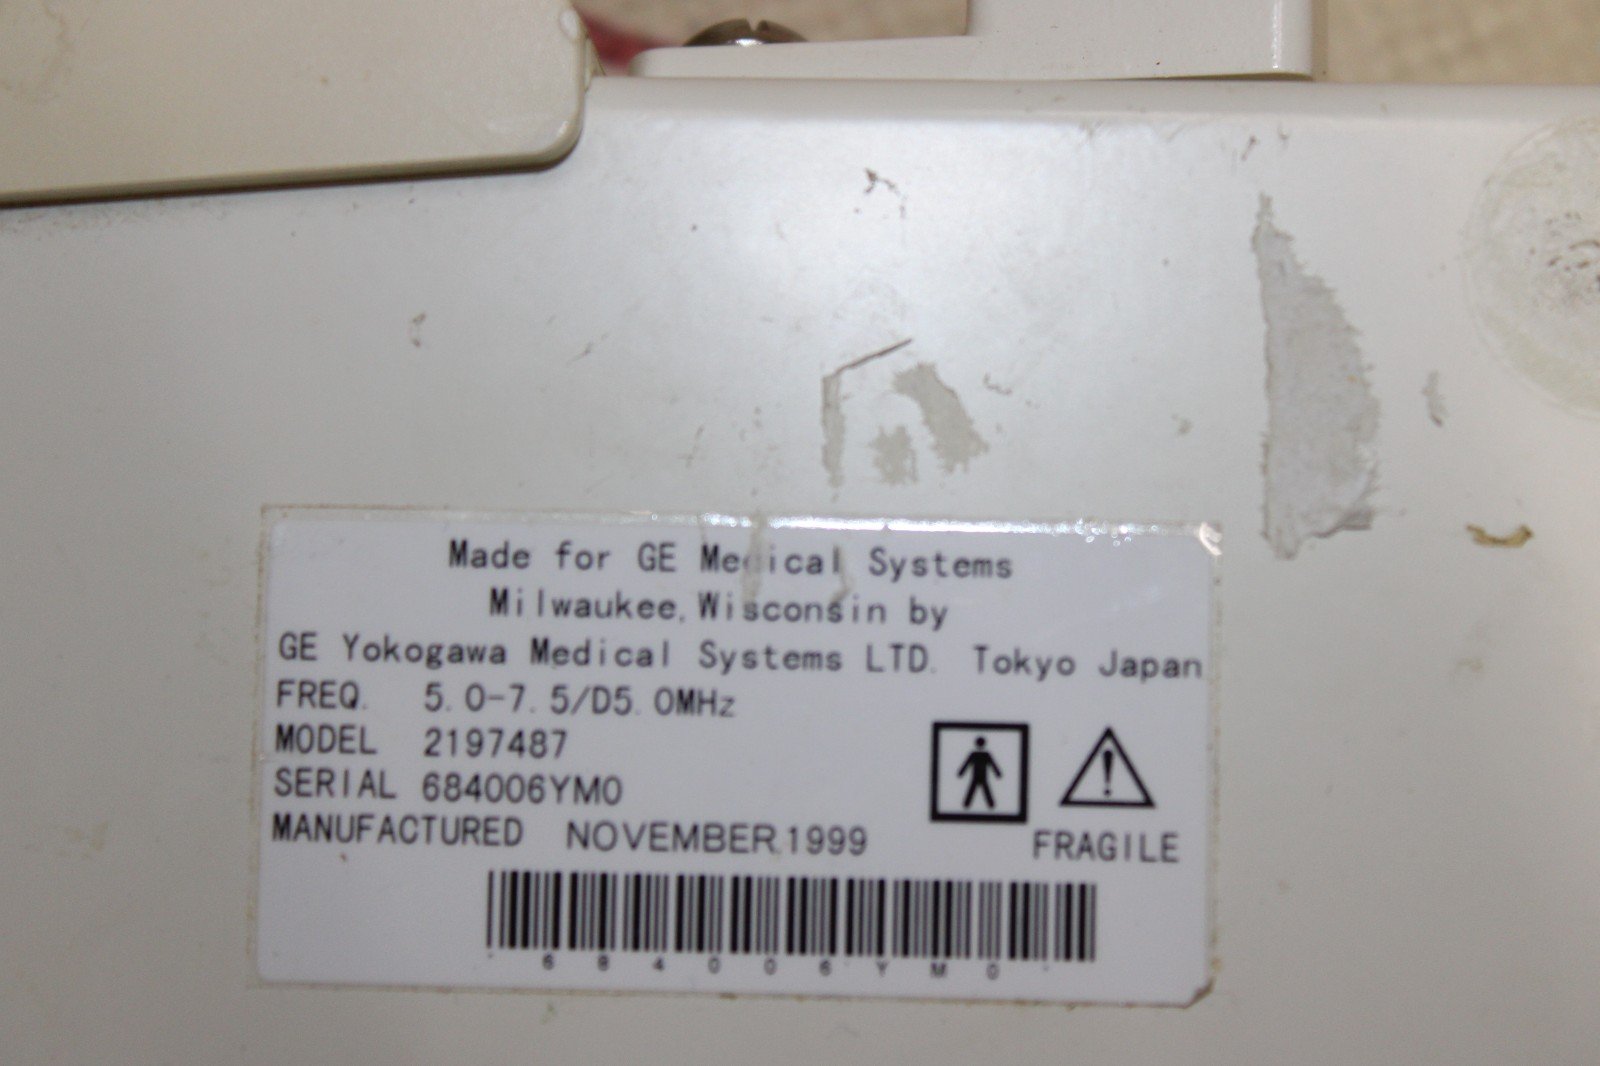 Made for GE Medical Systems
Milwaukee, Wisconsin by
GE Yokogawa Medical Systems LTD. Tokyo Japan
FREQ. 5.0-7.5/D5.0MHz
MODEL 2197487
SERIAL 684006YM0
MANUFACTURED NOVEMBER.1999
FRAGILE
684006YM0